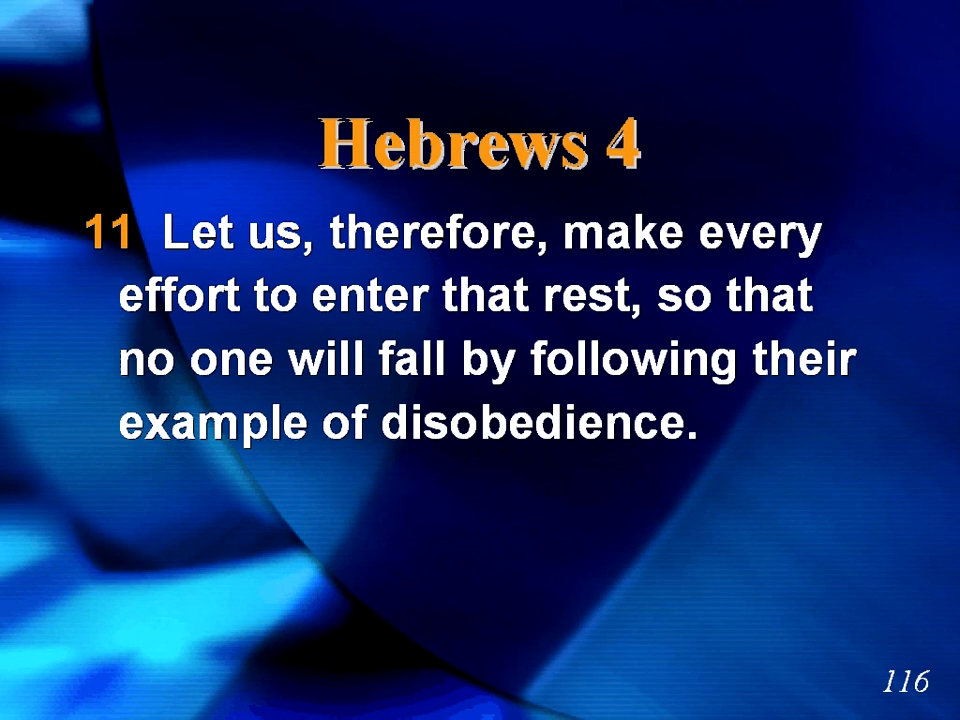 Hebrews 4
11 Let us, therefore, make every
effort to enter that rest, so that
no one will fall by following their
example of disobedience.
116